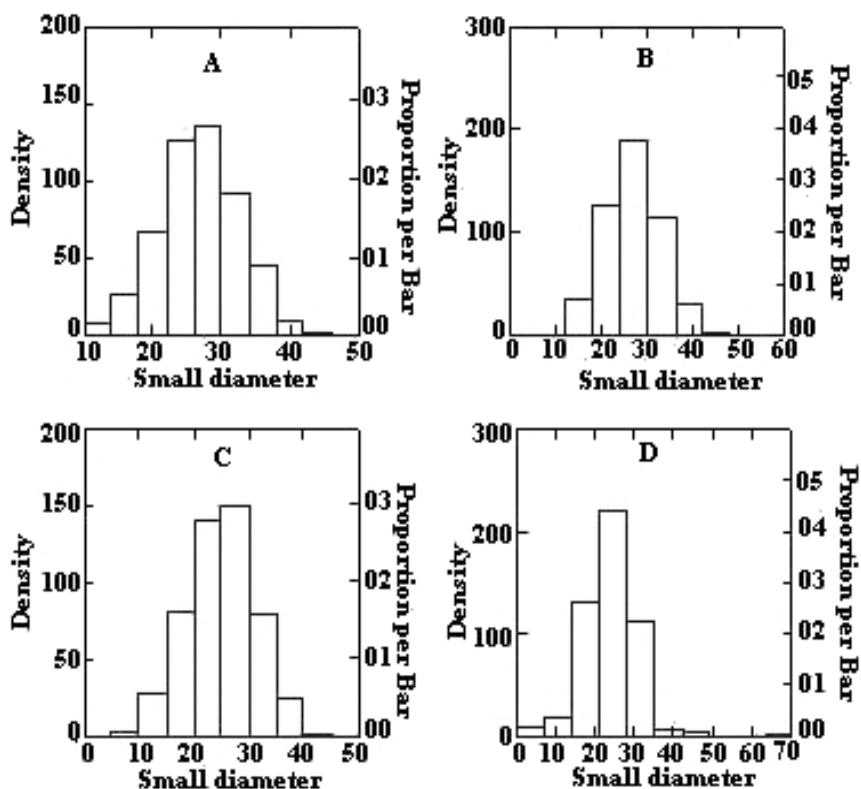 A
200
150
100
50
0
Density
03
02
01
00
Proportion per Bar
10 20 30 40 50
Small diameter
B
300
200
100
0
Density
05
04
03
02
01
00
Proportion per Bar
0 10 20 30 40 50 60
Small diameter
C
200
150
100
50
0
Density
03
02
01
00
Proportion per Bar
0 10 20 30 40 50
Small diameter
D
300
200
100
0
Density
05
04
03
02
01
00
Proportion per Bar
0 10 20 30 40 50 60 70
Small diameter